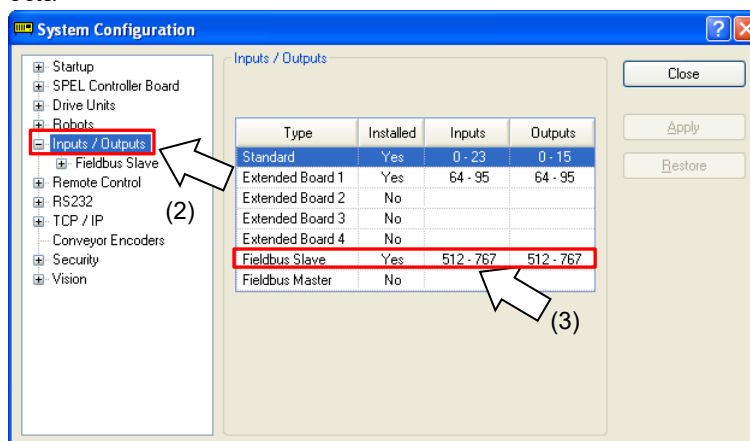 System Configuration
Startup
SPEL Controller Board
Drive Units
Robots
Inputs / Outputs
Fieldbus Slave
Remote Control
RS232
TCP / IP
Conveyor Encoders
Security
Vision
(2)
Inputs / Outputs
Type Installed Inputs Outputs
Standard Yes 0 - 23 0 - 15
Extended Board 1 Yes 64 - 95 64 - 95
Extended Board 2 No
Extended Board 3 No
Extended Board 4 No
Fieldbus Slave Yes 512 - 767 512 - 767
Fieldbus Master No
(3)
Close
Apply
Restore